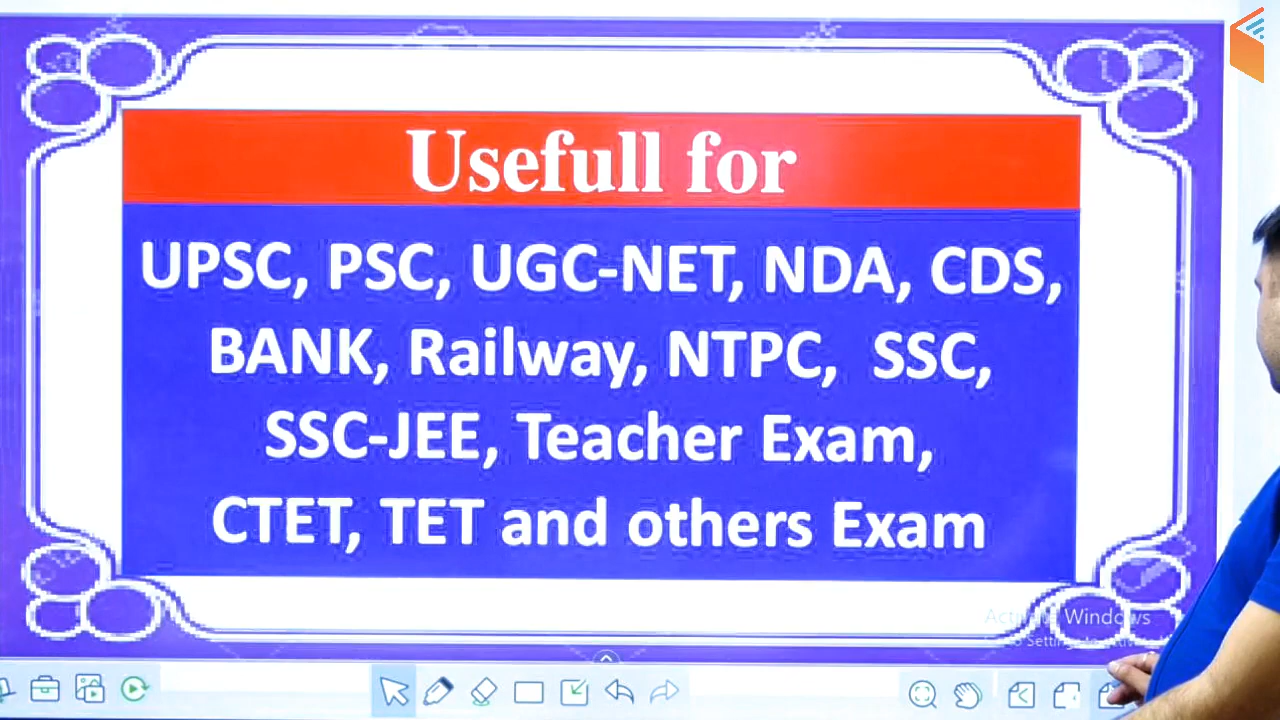 Usefull for
UPSC, PSC, UGC-NET, NDA, CDS,
BANK, Railway, NTPC, SSC,
SSC-JEE, Teacher Exam,
CTET, TET and others Exam
Windows